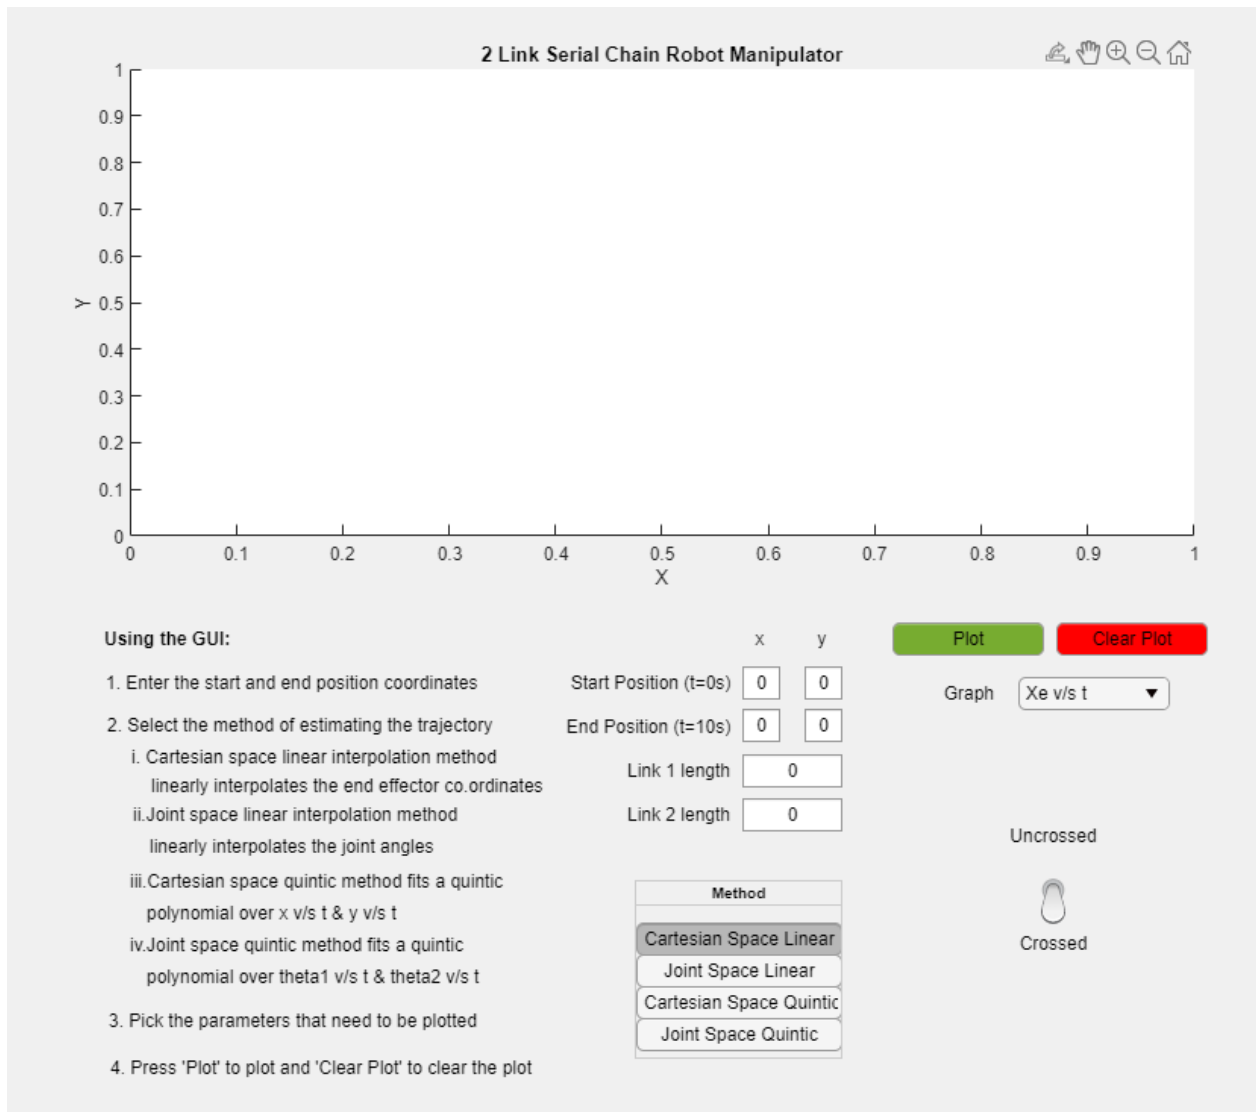 2 Link Serial Chain Robot Manipulator
1
0.9
0.8
0.7
0.6
Y
0.5
0.4
0.3
0.2
0.1
0
0 0.1 0.2 0.3 0.4 0.5 0.6 0.7 0.8 0.9 1
X
Using the GUI:
1. Enter the start and end position coordinates
2. Select the method of estimating the trajectory
i. Cartesian space linear interpolation method
linearly interpolates the end effector co.ordinates
ii.Joint space linear interpolation method
linearly interpolates the joint angles
iii.Cartesian space quintic method fits a quintic
polynomial over x v/s t & y v/s t
iv.Joint space quintic method fits a quintic
polynomial over theta1 v/s t & theta2 v/s t
3. Pick the parameters that need to be plotted
4. Press 'Plot' to plot and 'Clear Plot' to clear the plot
x y
Start Position (t=0s) 0 0
End Position (t=10s) 0 0
Link 1 length 0
Link 2 length 0
Method
Cartesian Space Linear
Joint Space Linear
Cartesian Space Quintic
Joint Space Quintic
Plot Clear Plot
Graph Xe v/s t
Uncrossed
Crossed